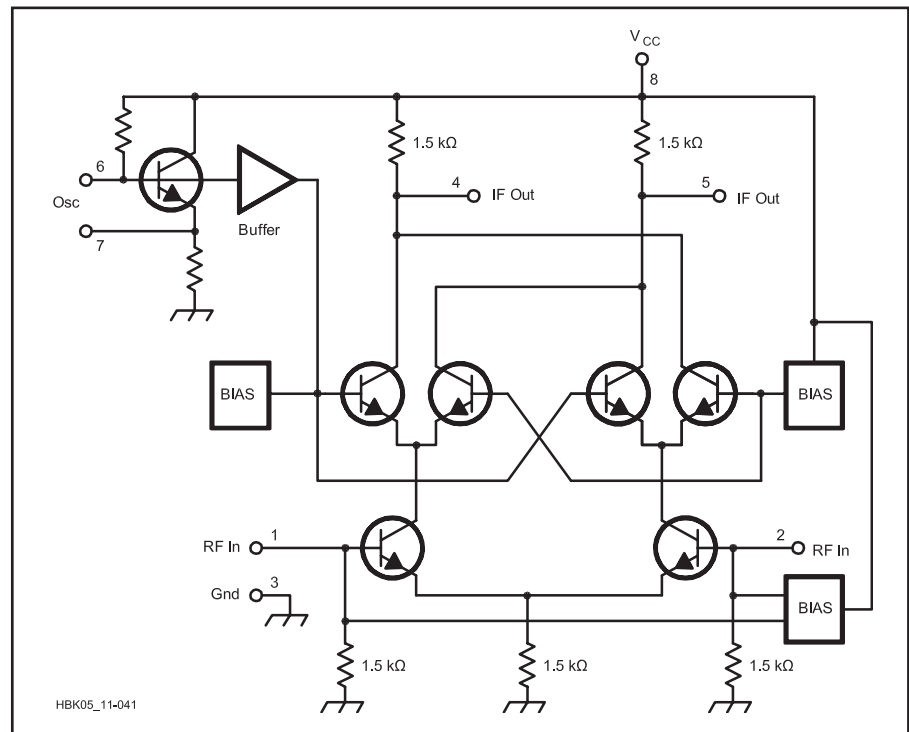 V CC
8
1.5 kΩ
1.5 kΩ
6
4
IF Out
5
IF Out
Osc
Buffer
7
BIAS
BIAS
RF In
1
2
RF In
Gnd
3
BIAS
1.5 kΩ
1.5 kΩ
1.5 kΩ
HBK05_11-041